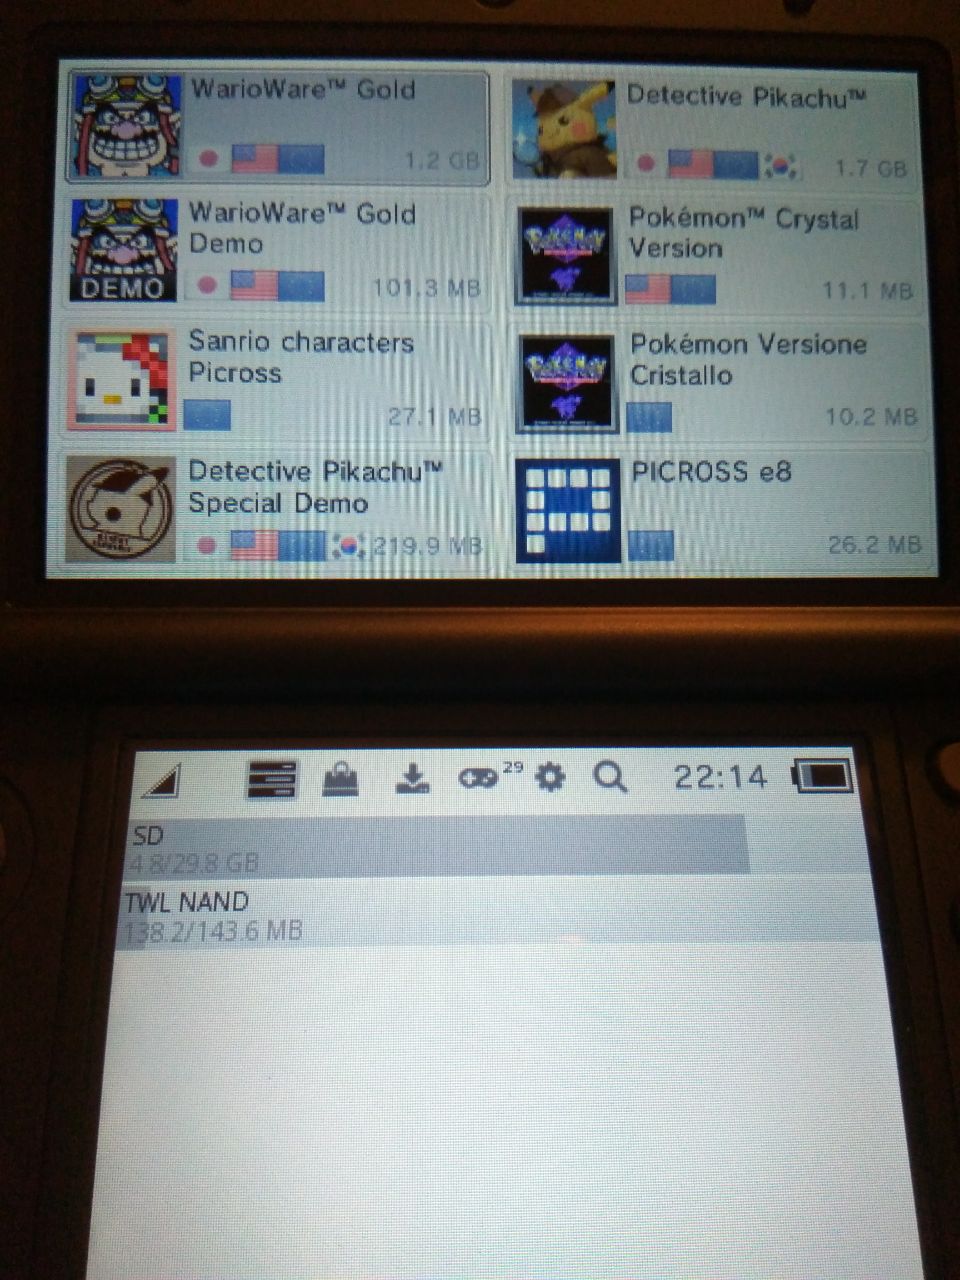 WarioWare™ Gold
1.2 GB
Detective Pikachu™
1.7 GB
WarioWare™ Gold
Demo
DEMO
101.3 MB
Pokémon™ Crystal
Version
11.1 MB
Sanrio characters
Picross
27.1 MB
Pokémon Versione
Cristallo
10.2 MB
Detective Pikachu™
Special Demo
219.9 MB
PICROSS e8
26.2 MB
29
22:14
SD
4.8/29.8 GB
TWL NAND
138.2/143.6 MB